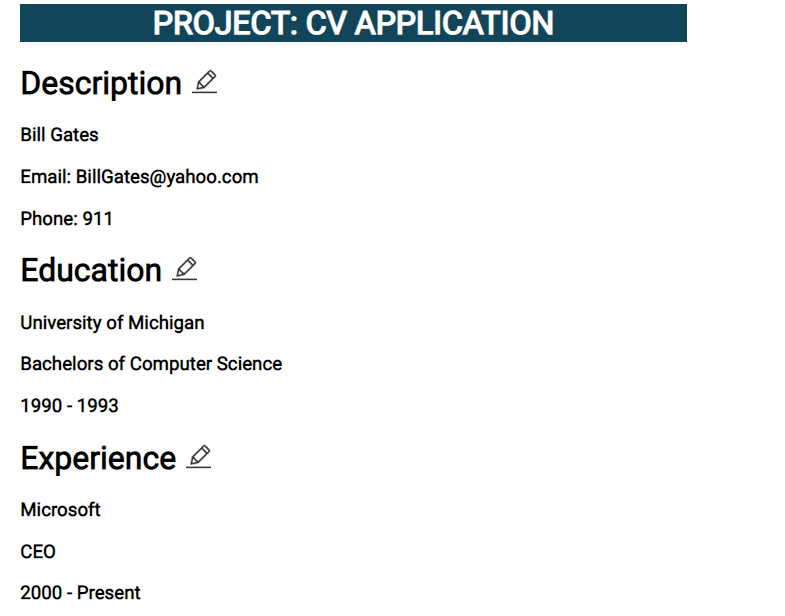 PROJECT: CV APPLICATION
Description
Bill Gates
Email: BillGates@yahoo.com
Phone: 911
Education
University of Michigan
Bachelors of Computer Science
1990 - 1993
Experience
Microsoft
CEO
2000 - Present